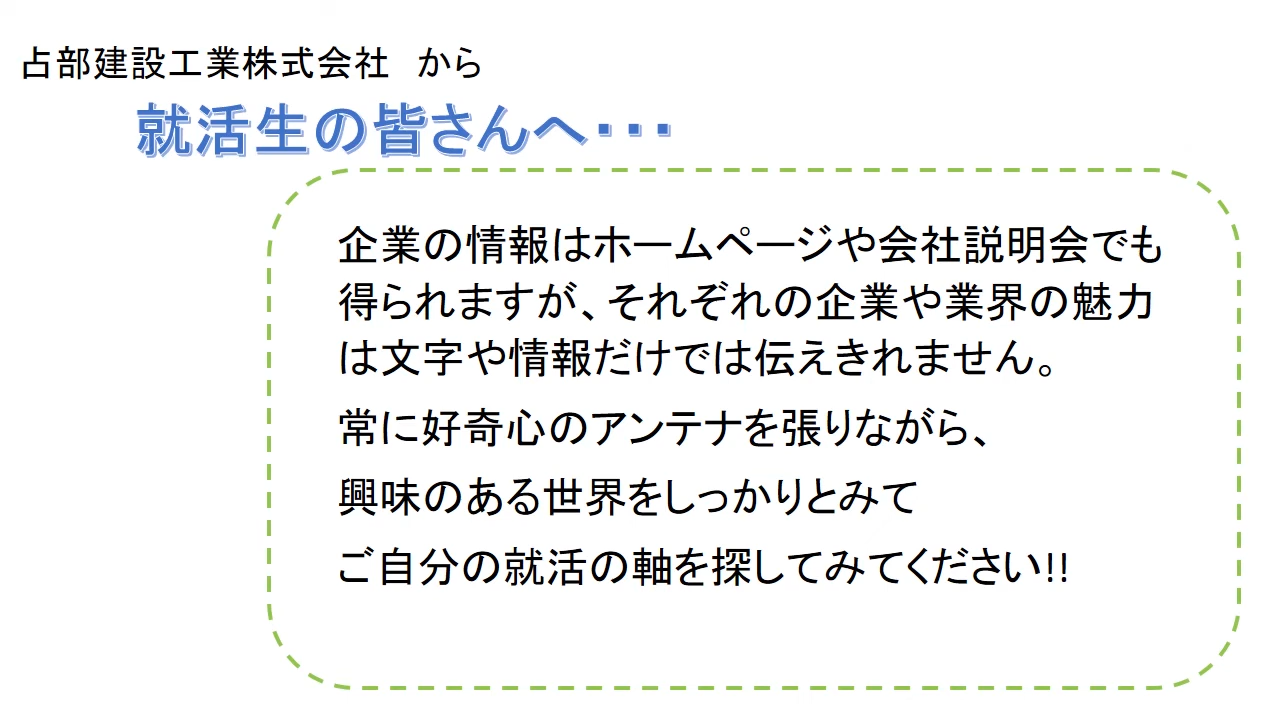 占部建設工業株式会社　から
就活生の皆さんへ・・・
企業の情報はホームページや会社説明会でも
得られますが、それぞれの企業や業界の魅力
は文字や情報だけでは伝えきれません。
常に好奇心のアンテナを張りながら、
興味のある世界をしっかりとみて
ご自分の就活の軸を探してみてください!!